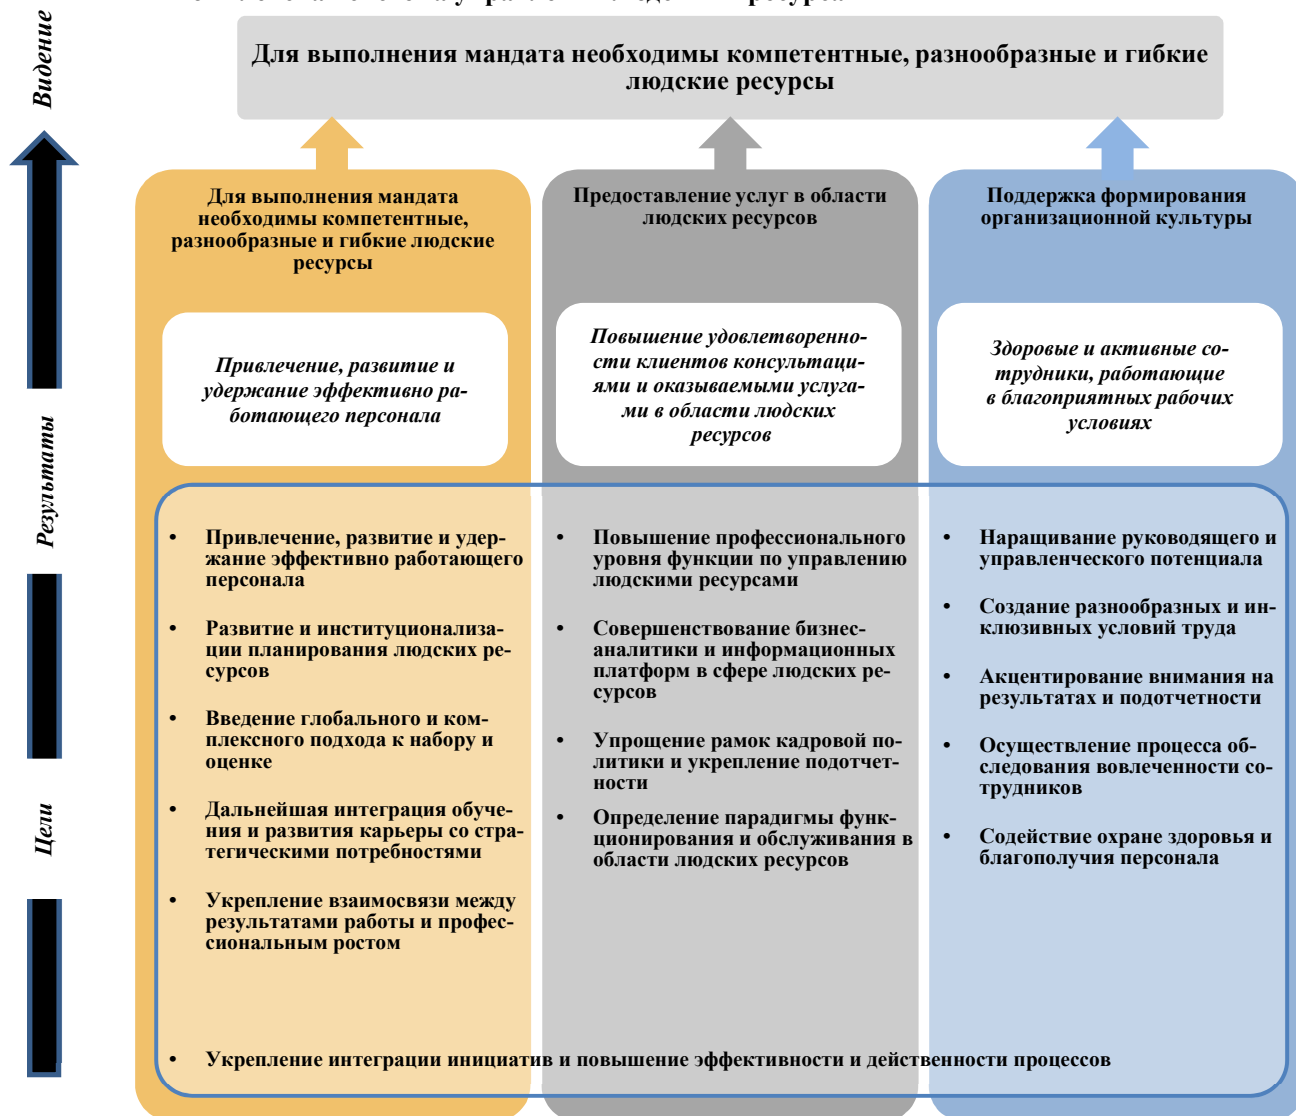 Видение
Для выполнения мандата необходимы компетентные, разнообразные и гибкие
людские ресурсы
Для выполнения мандата
необходимы компетентные,
разнообразные и гибкие людские
ресурсы
Предоставление услуг в области
людских ресурсов
Поддержка формирования
организационной культуры
Результаты
Привлечение, развитие и
удержание эффективно ра-
ботающего персонала
Повышение удовлетворенно-
сти клиентов консультаци-
ями и оказываемыми услуга-
ми в области людских
ресурсов
Здоровые и активные со-
трудники, работающие
в благоприятных рабочих
условиях
Цели
• Привлечение, развитие и удер-
жание эффективно работающего
персонала
• Развитие и институционализа-
ции планирования людских ре-
сурсов
• Введение глобального и ком-
плексного подхода к набору и
оценке
• Дальнейшая интеграция обуче-
ния и развития карьеры со стра-
тегическими потребностями
• Укрепление взаимосвязи между
результатами работы и профес-
сиональным ростом
• Повышение профессионального
уровня функции по управлению
людскими ресурсами
• Совершенствование бизнес-
аналитики и информационных
платформ в сфере людских ре-
сурсов
• Упрощение рамок кадровой по-
литики и укрепление подотчет-
ности
• Определение парадигмы функ-
ционирования и обслуживания в
области людских ресурсов
• Наращивание руководящего и
управленческого потенциала
• Создание разнообразных и ин-
клюзивных условий труда
• Акцентирование внимания на
результатах и подотчетности
• Осуществление процесса об-
следования вовлеченности со-
трудников
• Содействие охране здоровья и
благополучия персонала
• Укрепление интеграции инициатив и повышение эффективности и действенности процессов